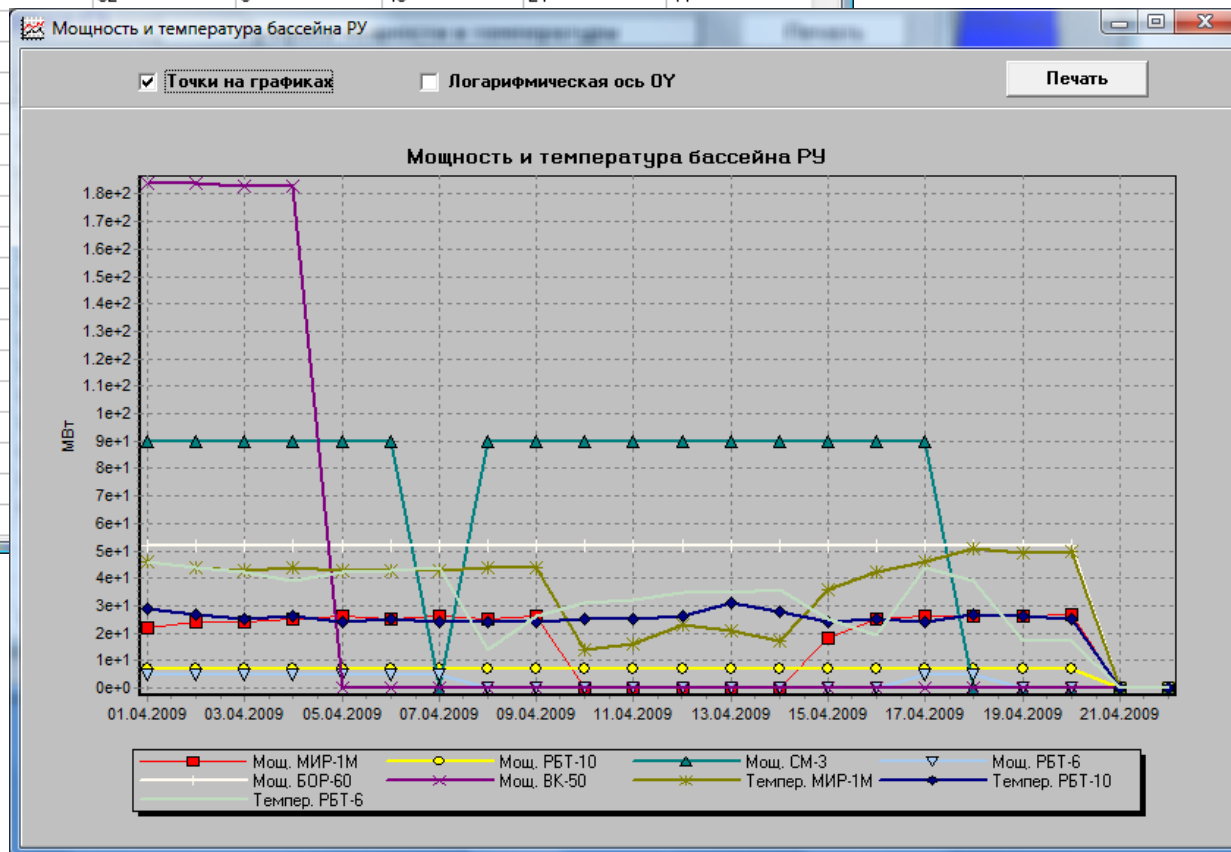 Мощность и температура бассейна РУ
Точки на графиках Логарифмическая ось OY Печать
Мощность и температура бассейна РУ
1.8e+2
1.7e+2
1.6e+2
1.5e+2
1.4e+2
1.3e+2
1.2e+2
1.1e+2
1e+2
9e+1
8e+1
7e+1
6e+1
5e+1
4e+1
3e+1
2e+1
1e+1
0e+0
МВт
01.04.2009 03.04.2009 05.04.2009 07.04.2009 09.04.2009 11.04.2009 13.04.2009 15.04.2009 17.04.2009 19.04.2009 21.04.2009
Мощ. МИР-1М Мощ. РБТ-10 Мощ. СМ-3 Мощ. РБТ-6
Мощ. БОР-60 Мощ. ВК-50 Темпер. МИР-1М Темпер. РБТ-10
Темпер. РБТ-6